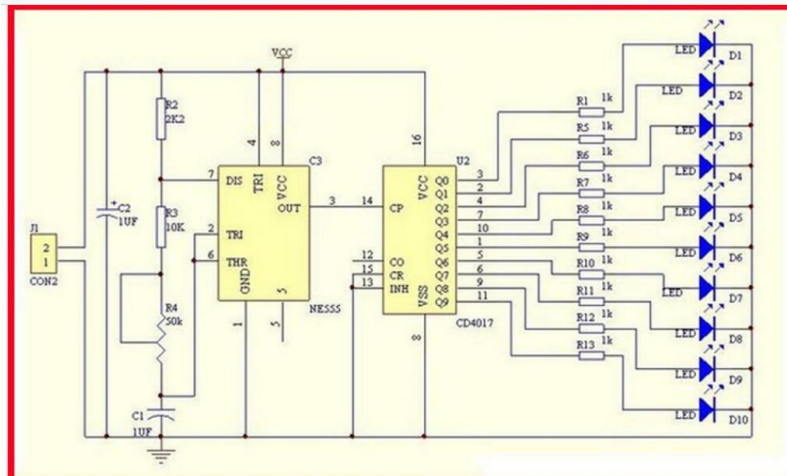 VCC
LED
D1
R2
2K2
R1
1k
LED
D2
R5
1k
4
8
16
C3
U2
LED
D3
R6
1k
7
DIS
TRI
VCC
OUT
3
14
CP
VCC
Q0
3
Q1
2
Q2
4
Q3
7
Q4
10
Q5
1
Q6
5
Q7
6
Q8
9
Q9
11
R7
1k
LED
D4
R8
1k
LED
D5
C2
+
1UF
R3
10K
2
TRI
6
THR
GND
5
NE555
1
5
J1
2
1
CON2
R4
50k
12
CO
15
CR
13
INH
VSS
CD4017
8
R9
1k
LED
D6
R10
1k
LED
D7
R11
1k
LED
D8
R12
1k
LED
D9
R13
1k
LED
D10
C1
1UF